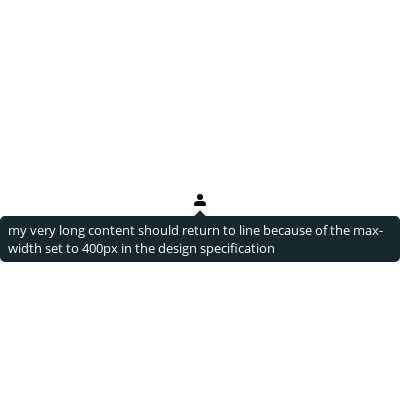 my very long content should return to line because of the max-
width set to 400px in the design specification